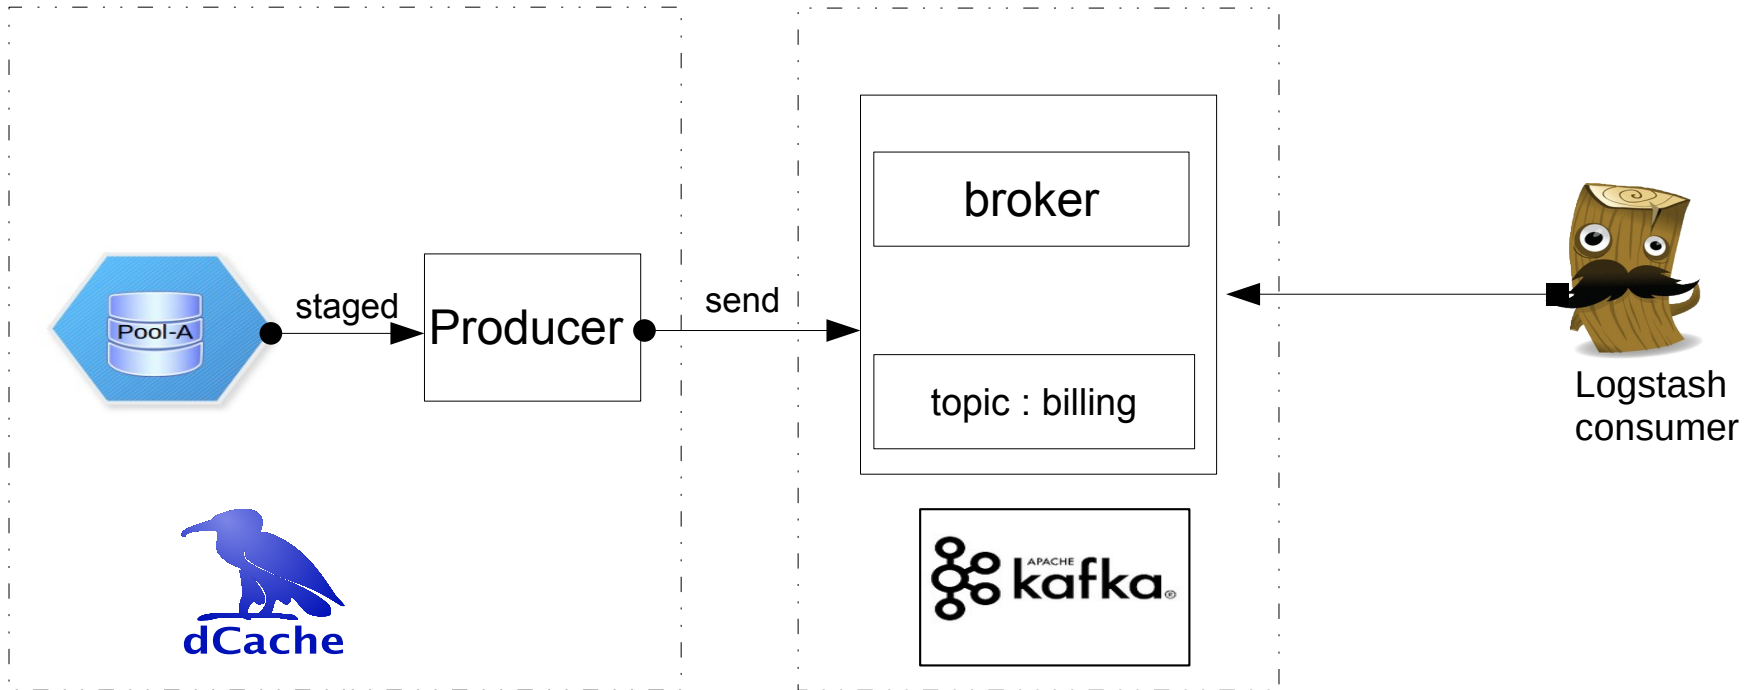 Pool-A
staged
Producer
send
broker
topic : billing
Logstash
consumer
dCache
APACHE
kafka®